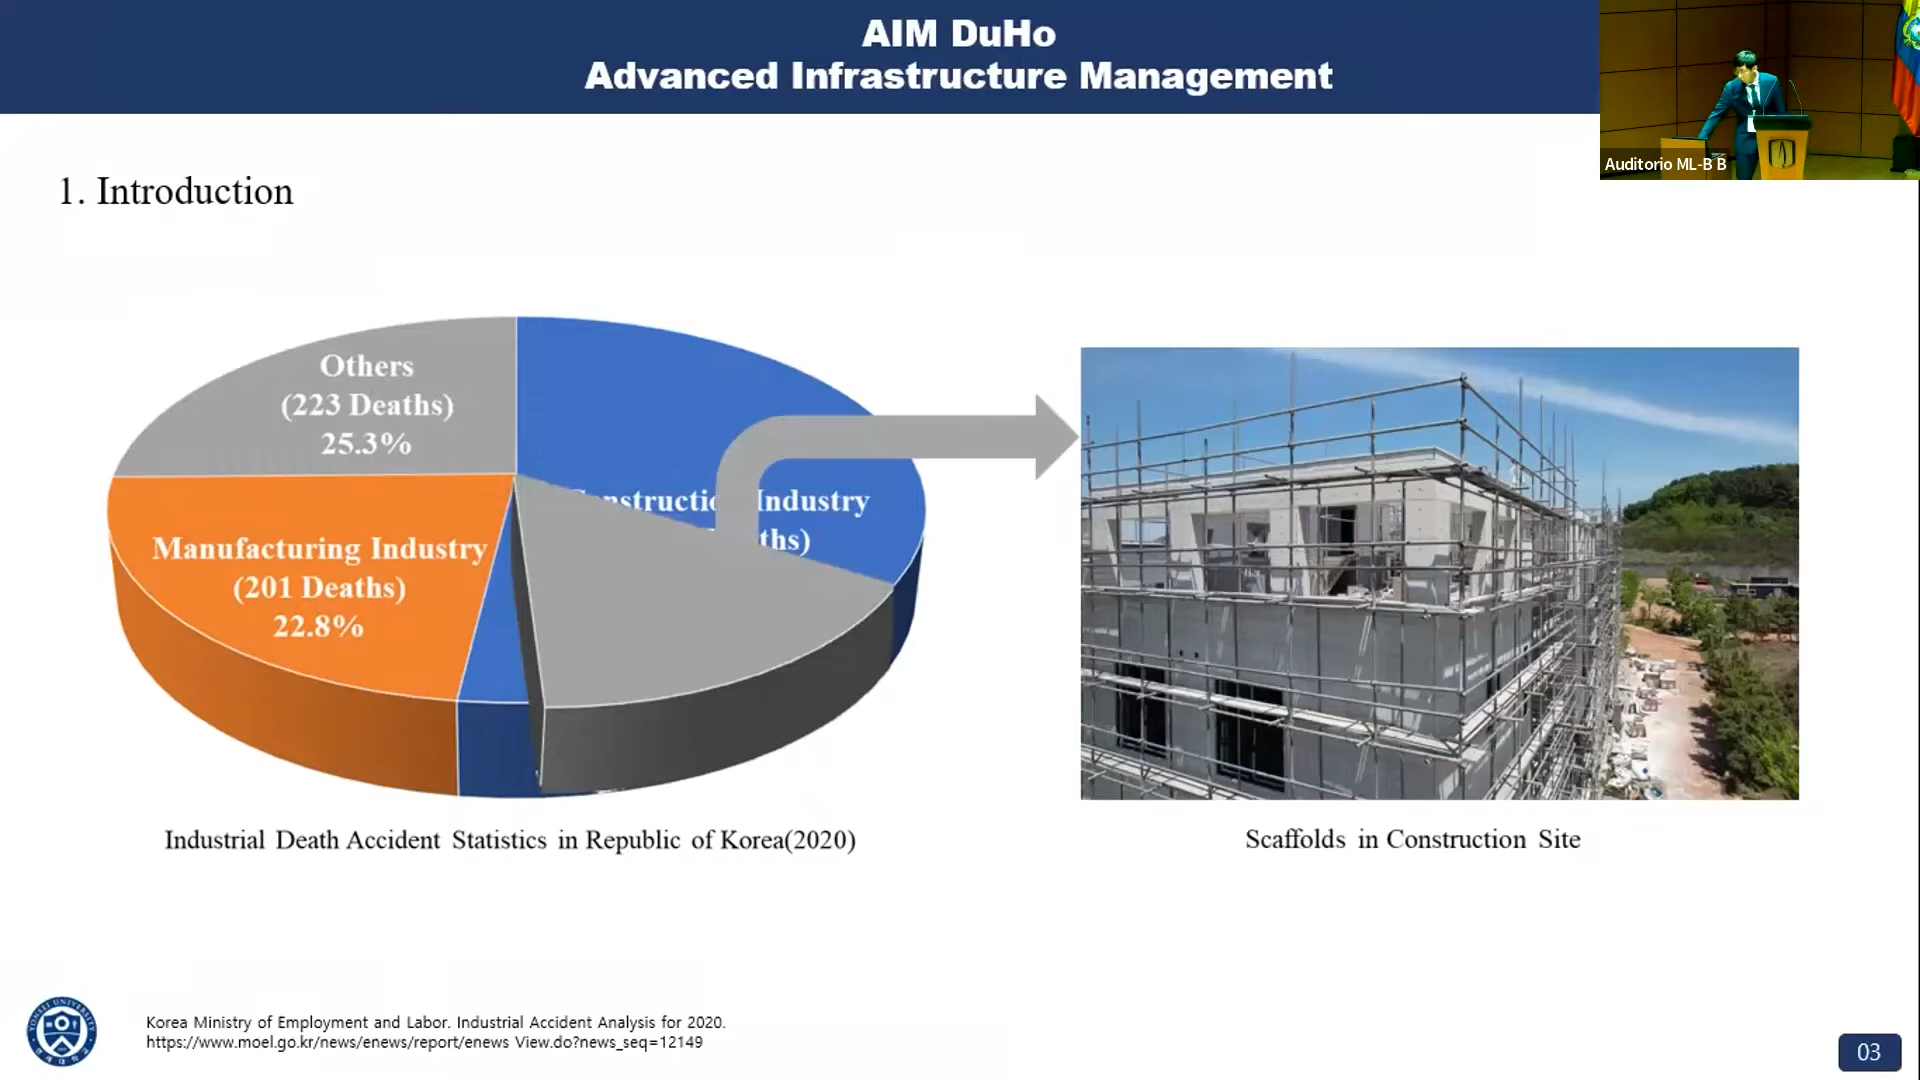 AIM DuHo
Advanced Infrastructure Management
Auditorio ML-B B
1. Introduction
Others
(223 Deaths)
25.3%
Industry
Manufacturing Industry
(201 Deaths)
22.8%
Industrial Death Accident Statistics in Republic of Korea(2020)
Scaffolds in Construction Site
YONSEI UNIVERSITY
Korea Ministry of Employment and Labor. Industrial Accident Analysis for 2020.
https://www.moel.go.kr/news/enews/report/enews View.do?news_seq=12149
03